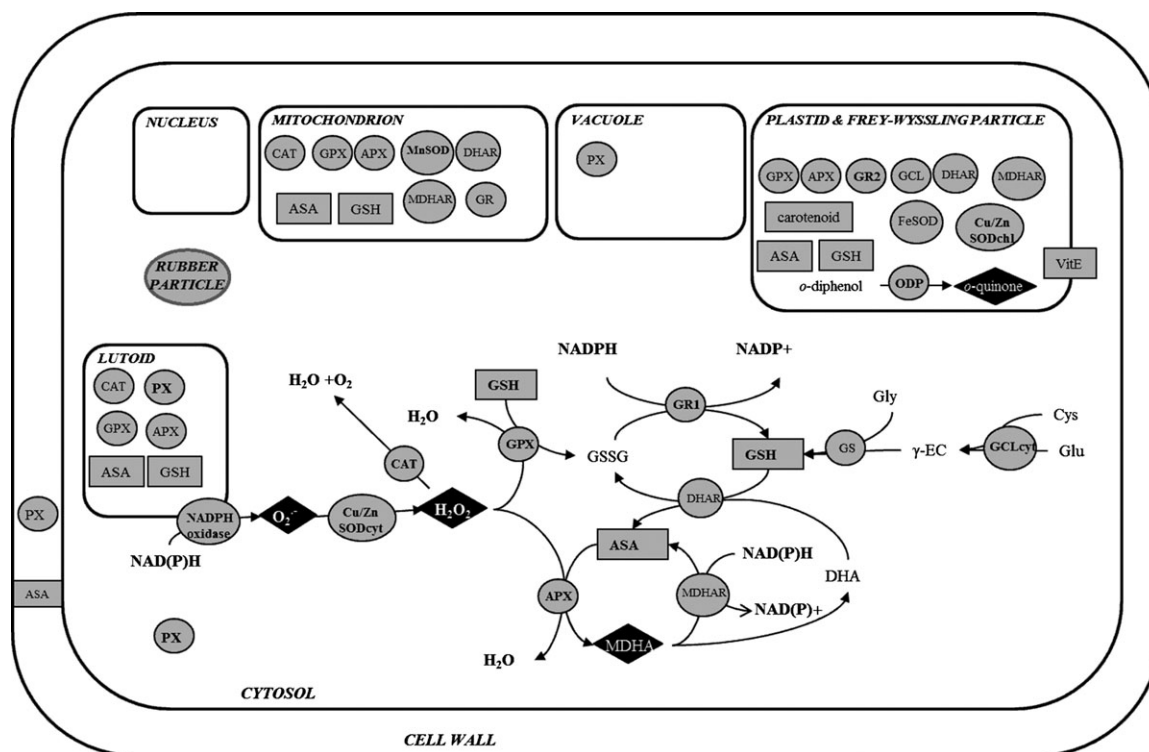 NUCLEUS
MITOCHONDRION
CAT GPX APX MnSOD DHAR
ASA GSH MDHAR GR
VACUOLE
PX
PLASTID & FREY-WYSSLING PARTICLE
GPX APX GR2 GCL DHAR MDHAR
carotenoid FeSOD Cu/Zn
SODchl
ASA GSH VitE
o-diphenol ODP o-quinone
RUBBER
PARTICLE
LUTOID
CAT PX
GPX APX
ASA GSH
NADPH
oxidase
NAD(P)H
O₂·-
Cu/Zn
SODcyt
H₂O₂
CAT
H₂O +O₂
H₂O
GSH
GPX
GSSG
NADPH NADP+
GR1
GSH
Gly
GS
γ-EC
GCLcyt
Cys
Glu
DHAR
ASA
NAD(P)H
MDHAR
NAD(P)+
DHA
APX
MDHA
H₂O
PX
ASA
PX
CYTOSOL
CELL WALL